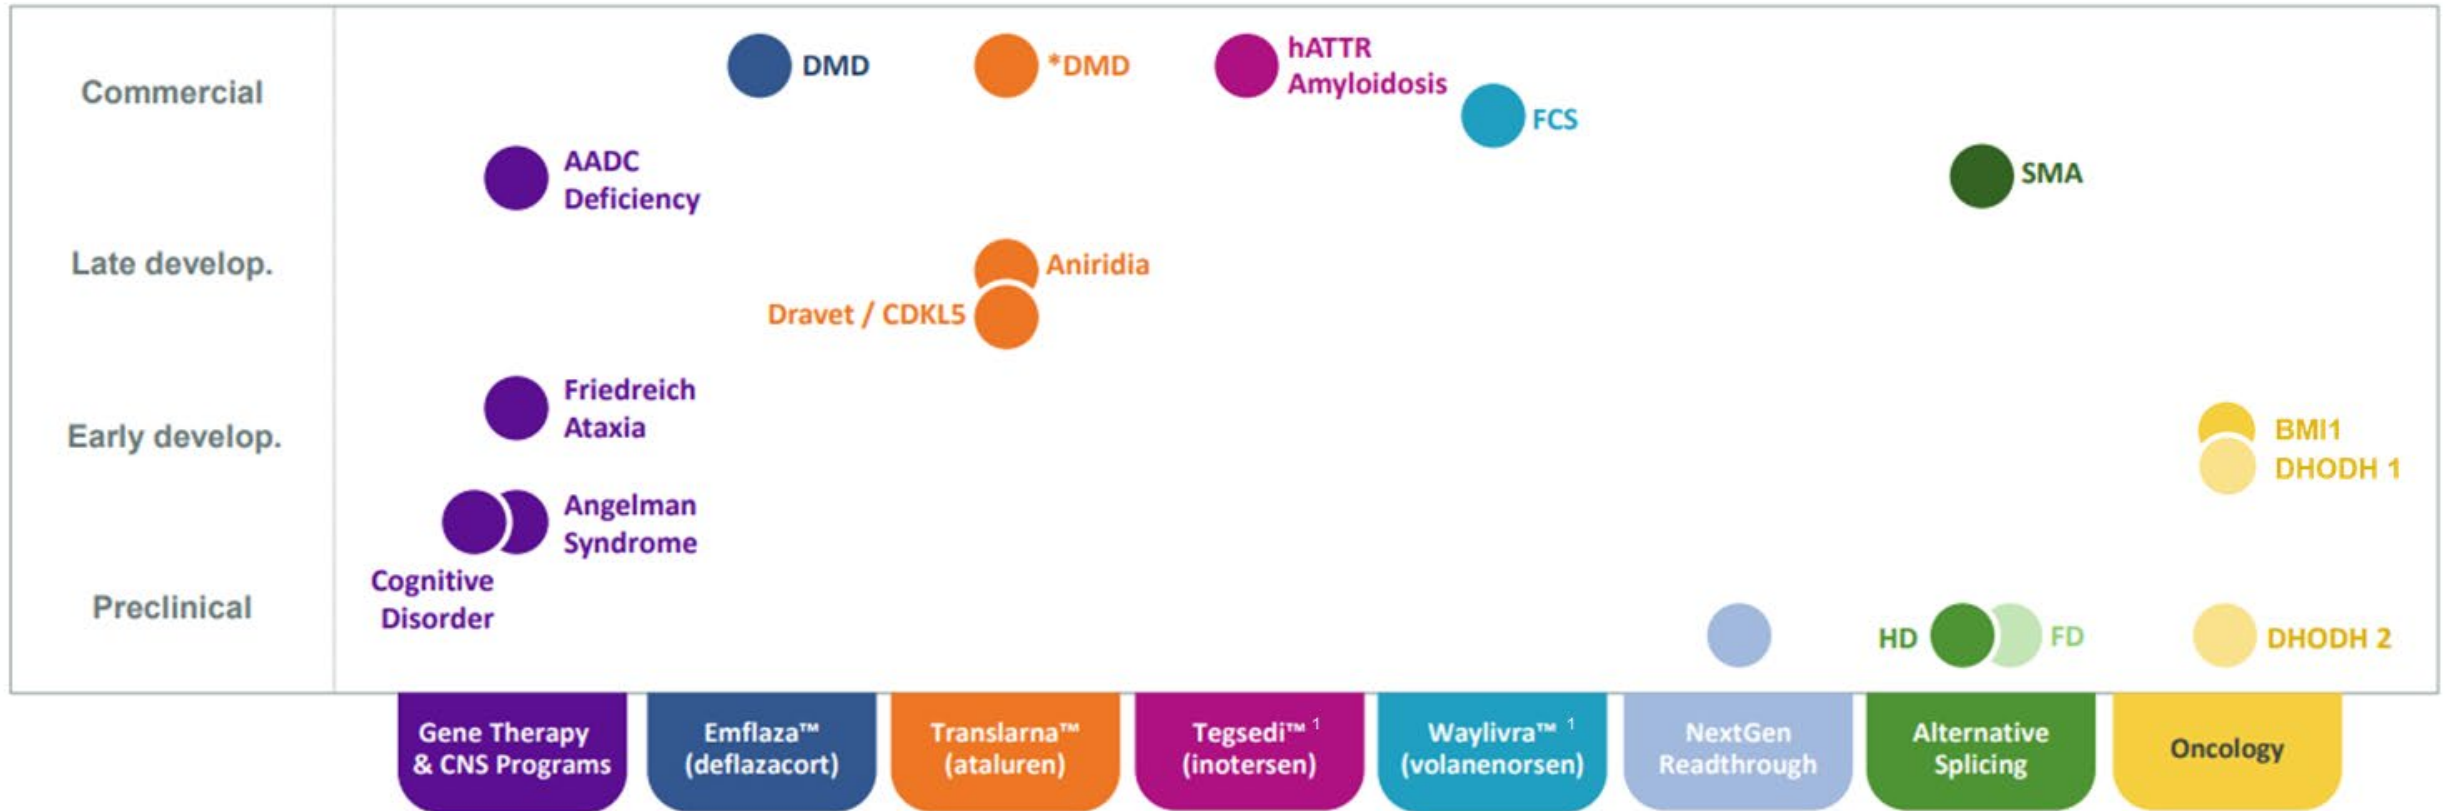 Commercial
DMD
*DMD
hATTR
Amyloidosis
FCS
AADC
Deficiency
SMA
Late develop.
Aniridia
Dravet / CDKL5
Friedreich
Ataxia
Early develop.
BMI1
DHODH 1
Angelman
Syndrome
Cognitive
Disorder
Preclinical
HD
FD
DHODH 2
Gene Therapy
& CNS Programs
Emflaza™
(deflazacort)
Translarna™
(ataluren)
Tegsedi™ 1
(inotersen)
Waylivra™ 1
(volanenorsen)
NextGen
Readthrough
Alternative
Splicing
Oncology